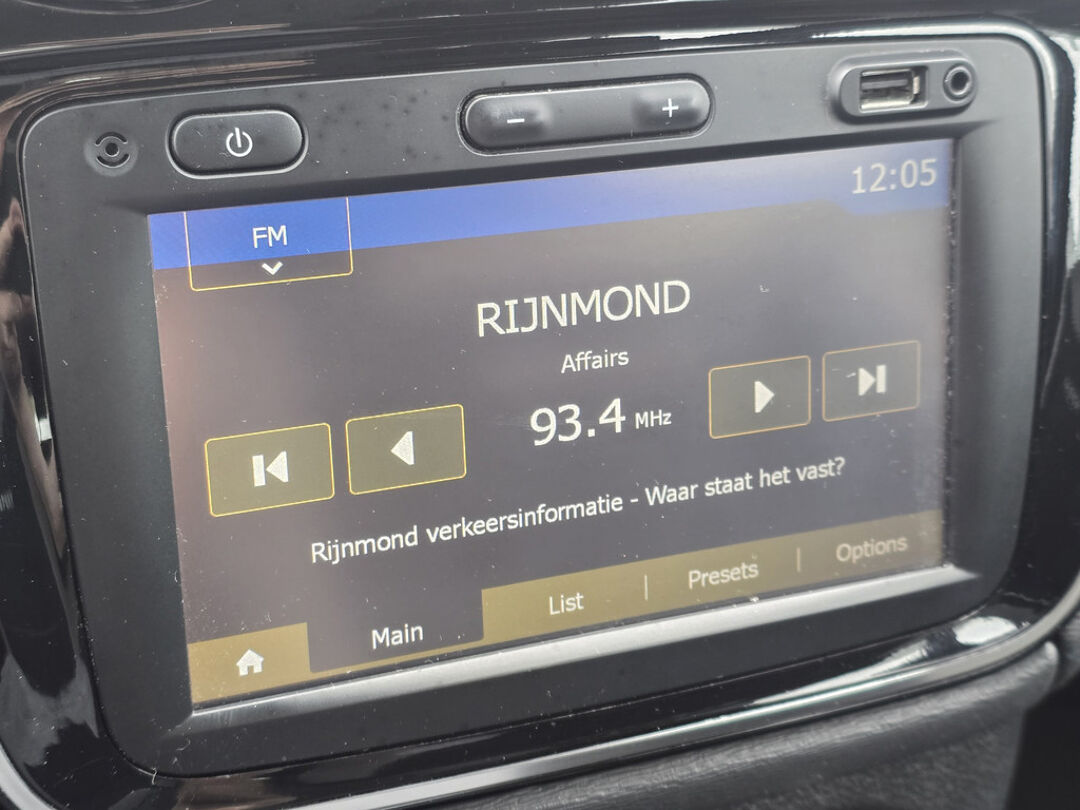 12:05
FM
RIJNMOND
Affairs
93.4 MHz
Rijnmond verkeersinformatie - Waar staat het vast?
Main
List
Presets
Options